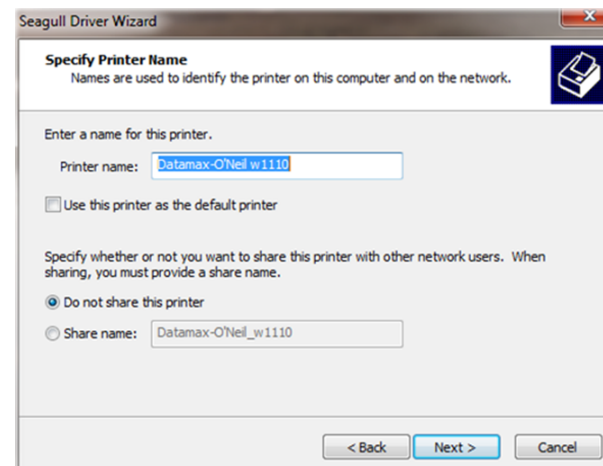 Seagull Driver Wizard
Specify Printer Name
Names are used to identify the printer on this computer and on the network.
Enter a name for this printer.
Printer name: Datamax-O'Neil w1110
Use this printer as the default printer
Specify whether or not you want to share this printer with other network users. When
sharing, you must provide a share name.
Do not share this printer
Share name: Datamax-O'Neil_w1110
< Back Next > Cancel